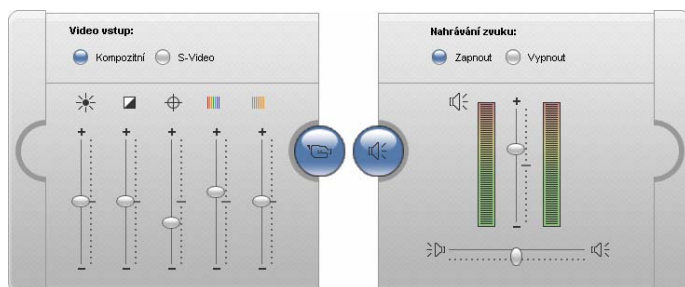 Video vstup:
Kompozitní S-Video
Nahrávání zvuku:
Zapnout Vypnout